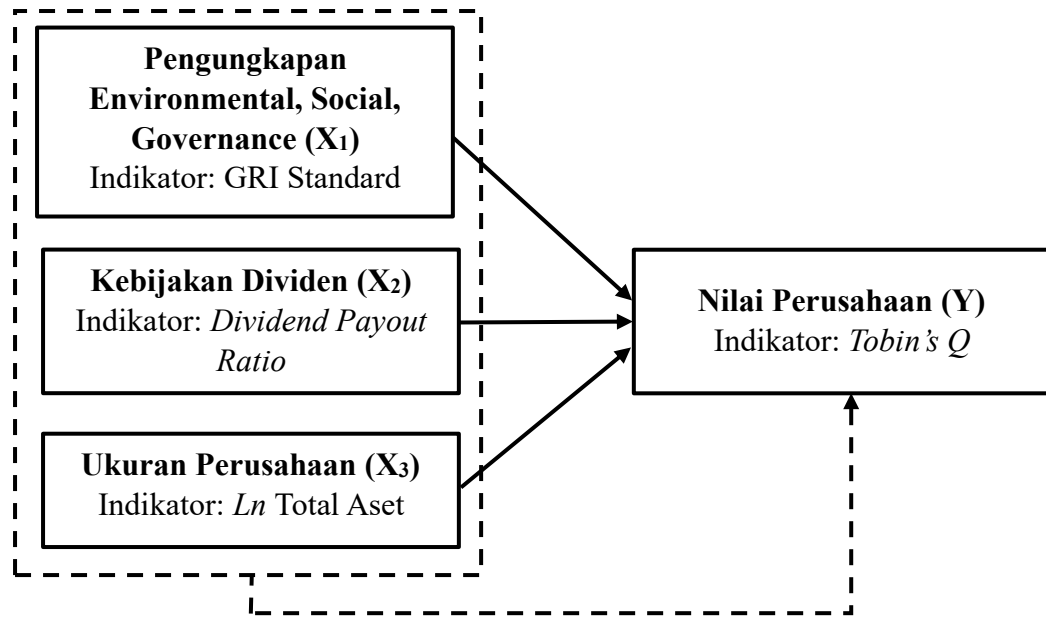 Pengungkapan
Environmental, Social,
Governance (X₁)
Indikator: GRI Standard
Kebijakan Dividen (X₂)
Indikator: Dividend Payout
Ratio
Ukuran Perusahaan (X₃)
Indikator: Ln Total Aset
Nilai Perusahaan (Y)
Indikator: Tobin’s Q